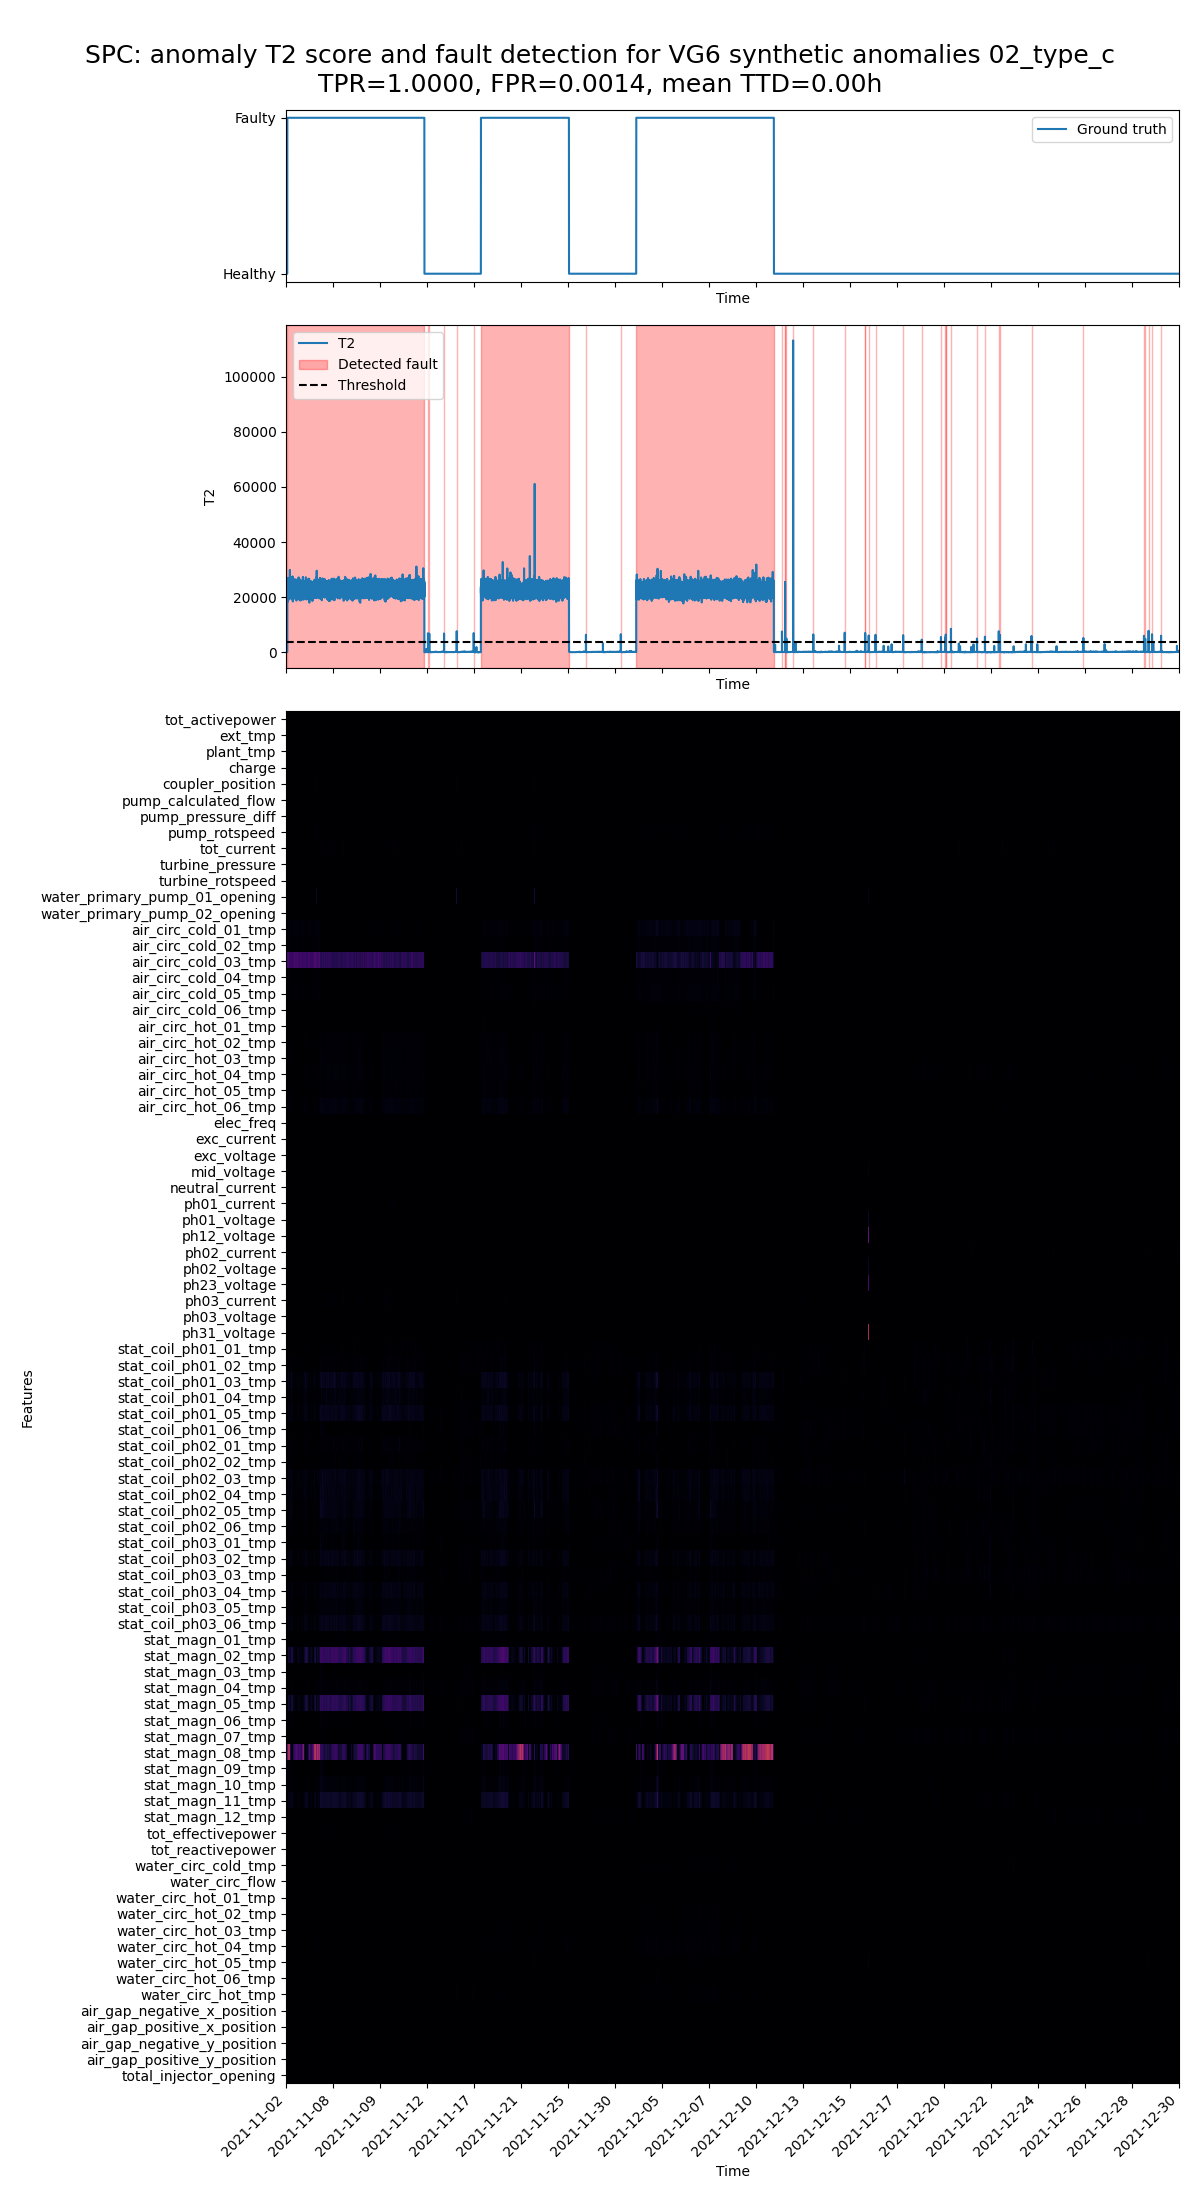 SPC: anomaly T2 score and fault detection for VG6 synthetic anomalies 02_type_c
TPR=1.0000, FPR=0.0014, mean TTD=0.00h
Faulty
Healthy
Ground truth
Time
T2
Detected fault
Threshold
100000
80000
60000
40000
20000
0
T2
Time
tot_activepower
ext_tmp
plant_tmp
charge
coupler_position
pump_calculated_flow
pump_pressure_diff
pump_rotspeed
tot_current
turbine_pressure
turbine_rotspeed
water_primary_pump_01_opening
water_primary_pump_02_opening
air_circ_cold_01_tmp
air_circ_cold_02_tmp
air_circ_cold_03_tmp
air_circ_cold_04_tmp
air_circ_cold_05_tmp
air_circ_cold_06_tmp
air_circ_hot_01_tmp
air_circ_hot_02_tmp
air_circ_hot_03_tmp
air_circ_hot_04_tmp
air_circ_hot_05_tmp
air_circ_hot_06_tmp
elec_freq
exc_current
exc_voltage
mid_voltage
neutral_current
ph01_current
ph01_voltage
ph12_voltage
ph02_current
ph02_voltage
ph23_voltage
ph03_current
ph03_voltage
ph31_voltage
stat_coil_ph01_01_tmp
stat_coil_ph01_02_tmp
stat_coil_ph01_03_tmp
stat_coil_ph01_04_tmp
stat_coil_ph01_05_tmp
stat_coil_ph01_06_tmp
stat_coil_ph02_01_tmp
stat_coil_ph02_02_tmp
stat_coil_ph02_03_tmp
stat_coil_ph02_04_tmp
stat_coil_ph02_05_tmp
stat_coil_ph02_06_tmp
stat_coil_ph03_01_tmp
stat_coil_ph03_02_tmp
stat_coil_ph03_03_tmp
stat_coil_ph03_04_tmp
stat_coil_ph03_05_tmp
stat_coil_ph03_06_tmp
stat_magn_01_tmp
stat_magn_02_tmp
stat_magn_03_tmp
stat_magn_04_tmp
stat_magn_05_tmp
stat_magn_06_tmp
stat_magn_07_tmp
stat_magn_08_tmp
stat_magn_09_tmp
stat_magn_10_tmp
stat_magn_11_tmp
stat_magn_12_tmp
tot_effectivepower
tot_reactivepower
water_circ_cold_tmp
water_circ_flow
water_circ_hot_01_tmp
water_circ_hot_02_tmp
water_circ_hot_03_tmp
water_circ_hot_04_tmp
water_circ_hot_05_tmp
water_circ_hot_06_tmp
water_circ_hot_tmp
air_gap_negative_x_position
air_gap_positive_x_position
air_gap_negative_y_position
air_gap_positive_y_position
total_injector_opening
Features
2021-11-02
2021-11-08
2021-11-09
2021-11-12
2021-11-17
2021-11-21
2021-11-25
2021-11-30
2021-12-05
2021-12-07
2021-12-10
2021-12-13
2021-12-15
2021-12-17
2021-12-20
2021-12-22
2021-12-24
2021-12-26
2021-12-28
2021-12-30
Time